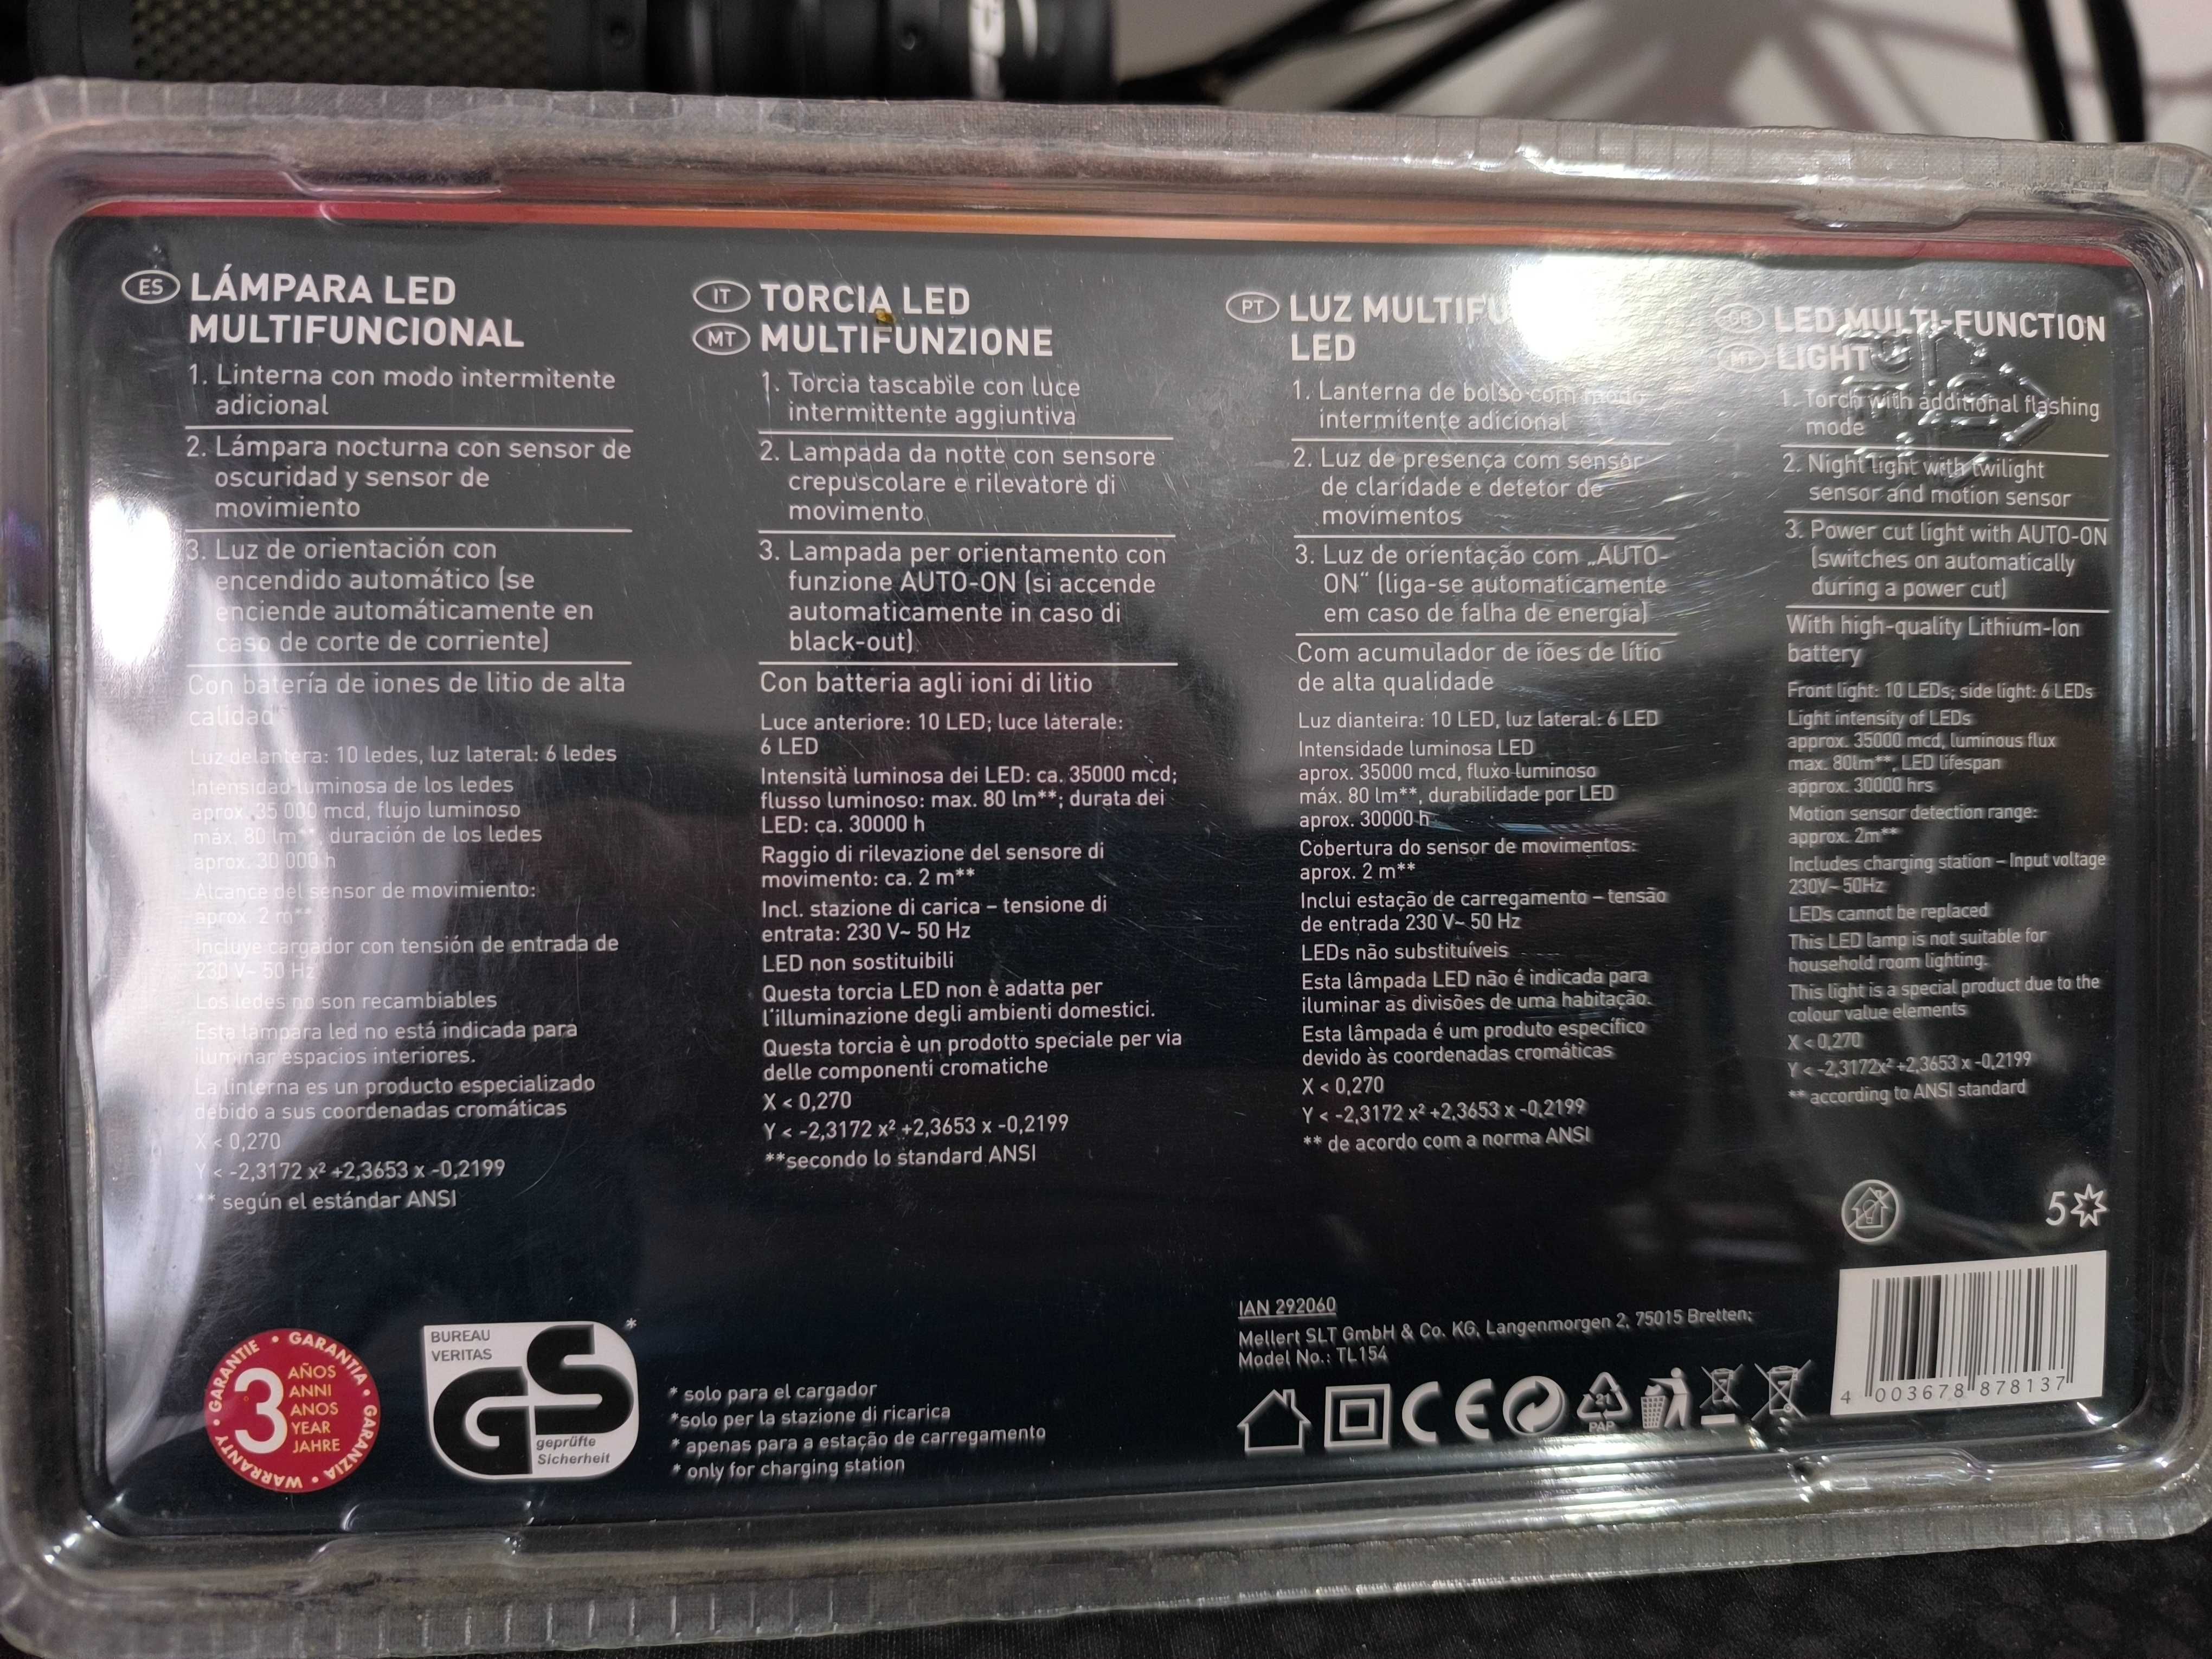 ES LÁMPARA LED
MULTIFUNCIONAL
1. Linterna con modo intermitente
adicional
2. Lámpara nocturna con sensor de
oscuridad y sensor de
movimiento
3. Luz de orientación con
encendido automático (se
enciende automáticamente en
caso de corte de corriente)
Con batería de iones de litio de alta
calidad
Luz delantera: 10 ledes, luz lateral: 6 ledes
Intensidad luminosa de los ledes
aprox. 35 000 mcd, flujo luminoso
máx. 80 lm**, duración de los ledes
aprox. 30 000 h
Alcance del sensor de movimiento:
aprox. 2 m**
Incluye cargador con tensión de entrada de
230 V~ 50 Hz
Los ledes no son recambiables
Esta lámpara led no está indicada para
iluminar espacios interiores.
La linterna es un producto especializado
debido a sus coordenadas cromáticas
X < 0,270
Y < -2,3172 x² +2,3653 x -0,2199
** según el estándar ANSI
IT TORCIA LED
MT MULTIFUNZIONE
1. Torcia tascabile con luce
intermittente aggiuntiva
2. Lampada da notte con sensore
crepuscolare e rilevatore di
movimento
3. Lampada per orientamento con
funzione AUTO-ON (si accende
automaticamente in caso di
black-out)
Con batteria agli ioni di litio
Luce anteriore: 10 LED; luce laterale:
6 LED
Intensità luminosa dei LED: ca. 35000 mcd;
flusso luminoso: max. 80 lm**; durata dei
LED: ca. 30000 h
Raggio di rilevazione del sensore di
movimento: ca. 2 m**
Incl. stazione di carica – tensione di
entrata: 230 V~ 50 Hz
LED non sostituibili
Questa torcia LED non è adatta per
l'illuminazione degli ambienti domestici.
Questa torcia è un prodotto speciale per via
delle componenti cromatiche
X < 0,270
Y < -2,3172 x² +2,3653 x -0,2199
**secondo lo standard ANSI
PT LUZ MULTIFU
LED
1. Lanterna de bolso com modo
intermitente adicional
2. Luz de presença com sensor
de claridade e detetor de
movimentos
3. Luz de orientação com „AUTO-
ON“ (liga-se automaticamente
em caso de falha de energia)
Com acumulador de iões de lítio
de alta qualidade
Luz dianteira: 10 LED, luz lateral: 6 LED
Intensidade luminosa LED
aprox. 35000 mcd, fluxo luminoso
máx. 80 lm**, durabilidade por LED
aprox. 30000 h
Cobertura do sensor de movimentos:
aprox. 2 m**
Inclui estação de carregamento – tensão
de entrada 230 V~ 50 Hz
LEDs não substituíveis
Esta lâmpada LED não é indicada para
iluminar as divisões de uma habitação.
Esta lâmpada é um produto específico
devido às coordenadas cromáticas
X < 0,270
Y < -2,3172 x² +2,3653 x -0,2199
** de acordo com a norma ANSI
GB LED MULTI-FUNCTION
MT LIGHT
1. Torch with additional flashing
mode
2. Night light with twilight
sensor and motion sensor
3. Power cut light with AUTO-ON
(switches on automatically
during a power cut)
With high-quality Lithium-Ion
battery
Front light: 10 LEDs; side light: 6 LEDs
Light intensity of LEDs
approx. 35000 mcd, luminous flux
max. 80lm**, LED lifespan
approx. 30000 hrs
Motion sensor detection range:
approx. 2m**
Includes charging station – Input voltage
230V~ 50Hz
LEDs cannot be replaced
This LED lamp is not suitable for
household room lighting.
This light is a special product due to the
colour value elements
X < 0,270
Y < -2,3172x² +2,3653 x -0,2199
** according to ANSI standard
5
GARANTIE • GARANTIA • GARANZIA • WARRANTY
3
AÑOS
ANNI
ANOS
YEAR
JAHRE
BUREAU
VERITAS
GS
geprüfte
Sicherheit
*
* solo para el cargador
*solo per la stazione di ricarica
* apenas para a estação de carregamento
* only for charging station
IAN 292060
Mellert SLT GmbH & Co. KG, Langenmorgen 2, 75015 Bretten;
Model No.: TL154
CE
21
PAP
4 003678 878137